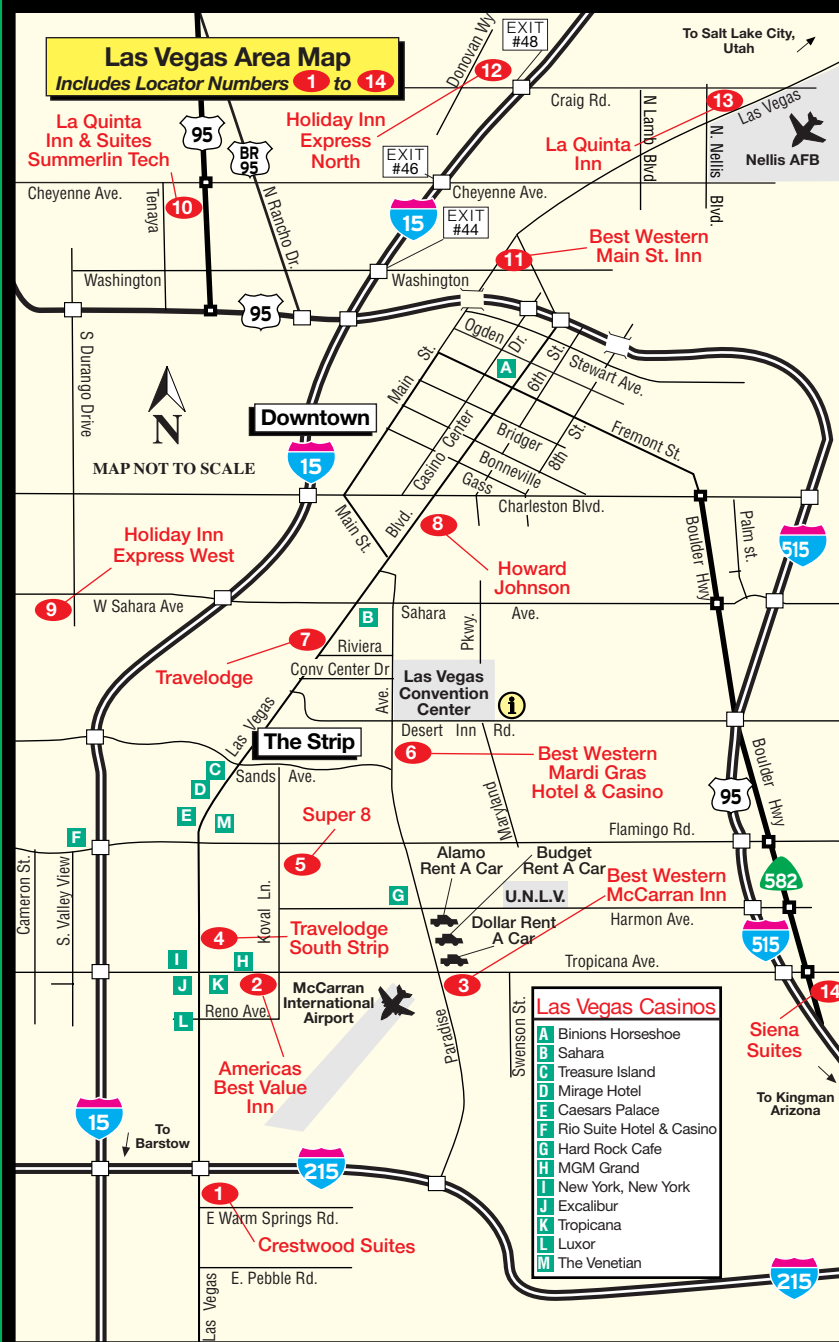 Las Vegas Area Map
Includes Locator Numbers 1 to 14
To Salt Lake City,
Utah
Donovan Wy
EXIT
#48
12
Craig Rd.
N Lamb Blvd
13
N. Nellis
Blvd.
Las Vegas
Nellis AFB
La Quinta
Inn & Suites
Summerlin Tech
95
BR
95
Holiday Inn
Express
North
La Quinta
Inn
EXIT
#46
Cheyenne Ave.
Cheyenne Ave.
Tenaya
10
N Rancho Dr.
15
EXIT
#44
Best Western
Main St. Inn
11
Washington
Washington
95
S Durango Drive
Ogden
Dr.
St.
Stewart Ave.
Main St.
A
6th
N
MAP NOT TO SCALE
Downtown
15
Casino Center
Bridger
8th St.
Fremont St.
Bonneville
Gass
Charleston Blvd.
Main St.
Blvd.
8
Boulder Hwy
Palm st.
515
Holiday Inn
Express West
Howard
Johnson
9
W Sahara Ave
B
Sahara
Ave.
Pkwy.
7
Riviera
Travelodge
Conv Center Dr
Ave.
Las Vegas
Convention
Center
i
Las Vegas
Desert Inn Rd.
The Strip
6
Best Western
Mardi Gras
Hotel & Casino
Boulder Hwy
C
Sands Ave.
D
95
Maryland
E
M
Super 8
Flamingo Rd.
F
5
Alamo
Rent A Car
Budget
Rent A Car
Best Western
McCarran Inn
582
Cameron St.
S. Valley View
Koval Ln.
G
U.N.L.V.
Harmon Ave.
4
Travelodge
South Strip
Dollar Rent
A Car
515
I
H
Tropicana Ave.
J
K
2
McCarran
International
Airport
3
Swenson St.
14
Siena
Suites
L
Reno Ave.
Paradise
Americas
Best Value
Inn
To Kingman
Arizona
Las Vegas Casinos
A Binions Horseshoe
B Sahara
C Treasure Island
D Mirage Hotel
E Caesars Palace
F Rio Suite Hotel & Casino
G Hard Rock Cafe
H MGM Grand
I New York, New York
J Excalibur
K Tropicana
L Luxor
M The Venetian
15
To
Barstow
215
1
E Warm Springs Rd.
Crestwood Suites
E. Pebble Rd.
Las Vegas
215